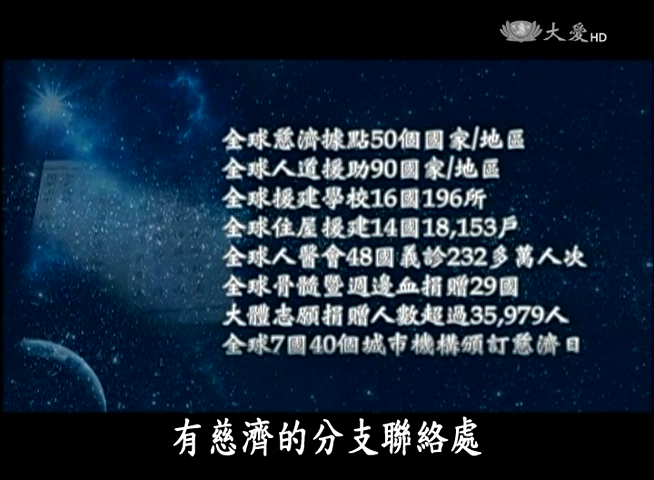 大愛HD
全球慈濟據點50個國家/地區
全球人道援助90國家/地區
全球援建學校16國196所
全球住屋援建14國18,153戶
全球人醫會48國義診232多萬人次
全球骨髓暨週邊血捐贈29國
大體志願捐贈人數超過35,979人
全球7國40個城市機構頒訂慈濟日
有慈濟的分支聯絡處